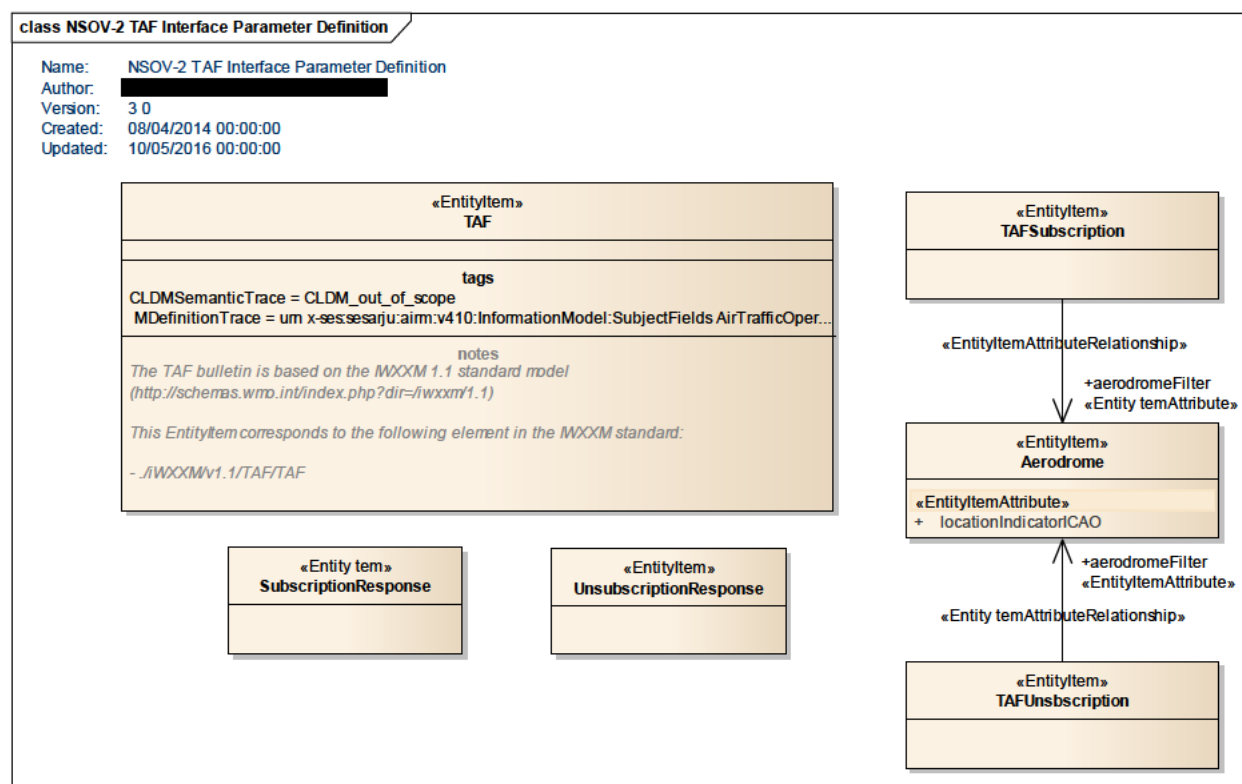 class NSOV-2 TAF Interface Parameter Definition
Name: NSOV-2 TAF Interface Parameter Definition
Author:
Version: 3 0
Created: 08/04/2014 00:00:00
Updated: 10/05/2016 00:00:00
«EntityItem»
TAF
tags
CLDMSemanticTrace = CLDM_out_of_scope
MDefinitionTrace = urn x-ses:sesarju:airm:v410:InformationModel:SubjectFields AirTrafficOper...
notes
The TAF bulletin is based on the IWXXM 1.1 standard model
(http://schemas.wmo.int/index.php?dir=/iwxxm/1.1)
This EntityItem corresponds to the following element in the IWXXM standard:
- ./iWXXM/v1.1/TAF/TAF
«Entity tem»
SubscriptionResponse
«EntityItem»
UnsubscriptionResponse
«EntityItem»
TAFSubscription
«EntityItemAttributeRelationship»
+aerodromeFilter
«Entity temAttribute»
«EntityItem»
Aerodrome
«EntityItemAttribute»
+ locationIndicatorICAO
+aerodromeFilter
«EntityItemAttribute»
«Entity temAttributeRelationship»
«EntityItem»
TAFUnsbscription